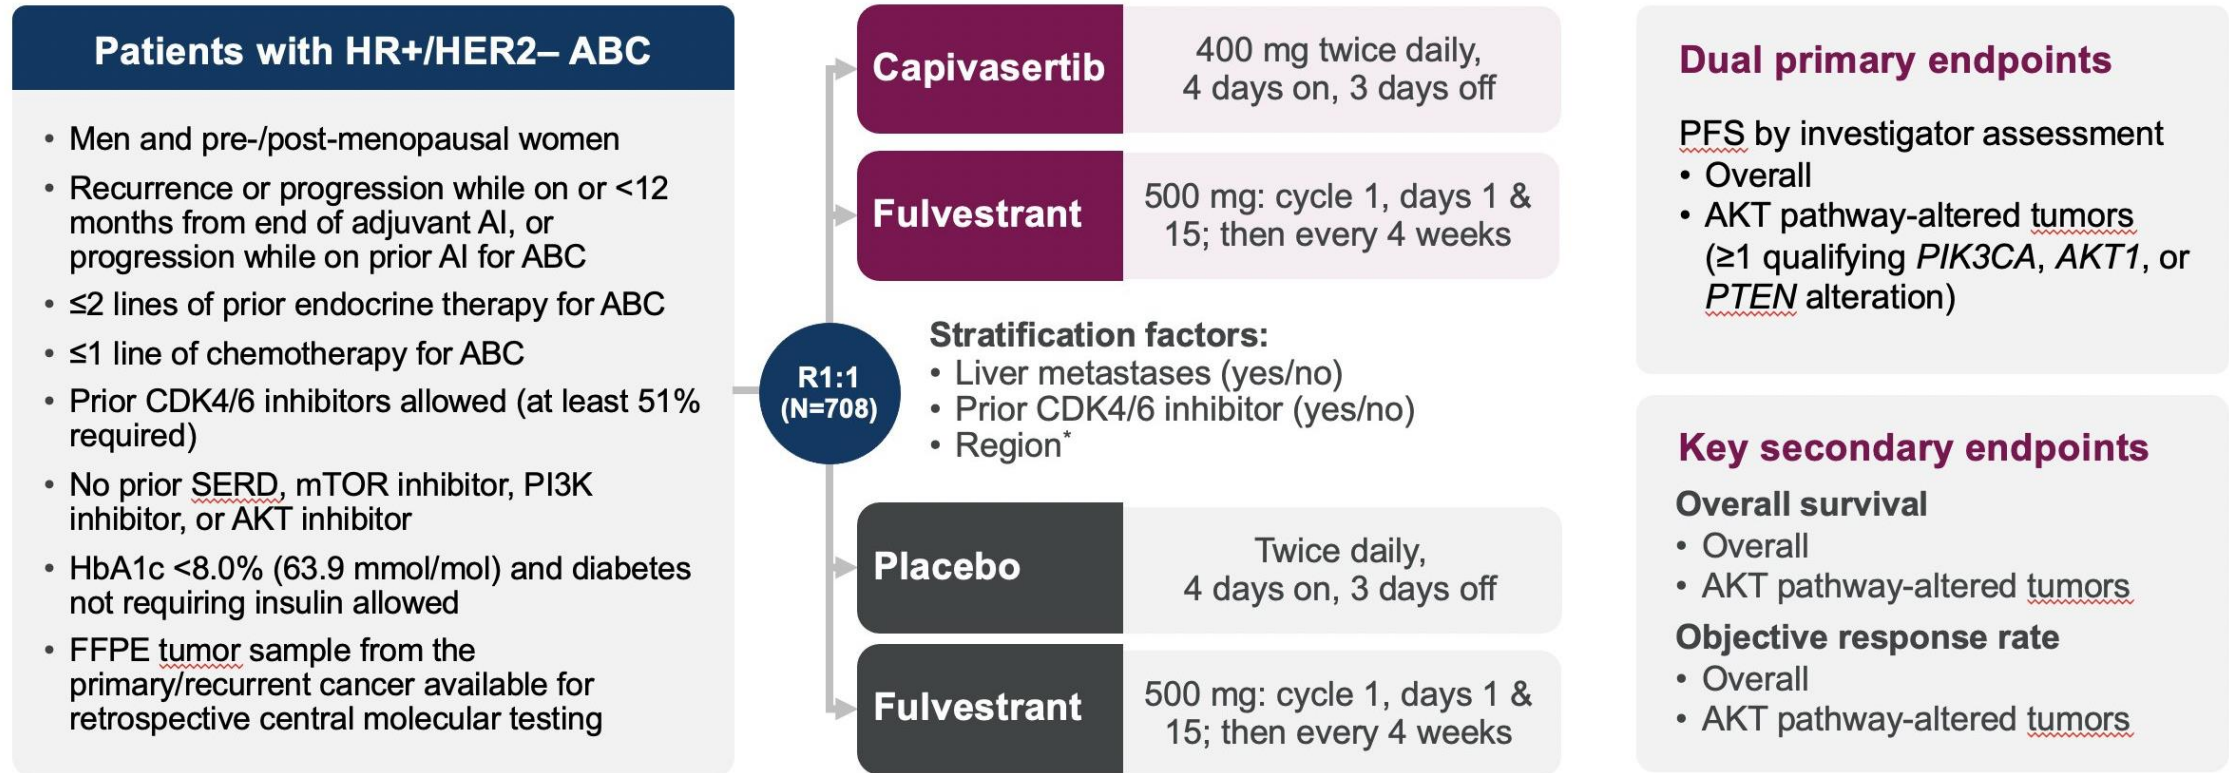 Patients with HR+/HER2– ABC
• Men and pre-/post-menopausal women
• Recurrence or progression while on or <12
months from end of adjuvant AI, or
progression while on prior AI for ABC
• ≤2 lines of prior endocrine therapy for ABC
• ≤1 line of chemotherapy for ABC
• Prior CDK4/6 inhibitors allowed (at least 51%
required)
• No prior SERD, mTOR inhibitor, PI3K
inhibitor, or AKT inhibitor
• HbA1c <8.0% (63.9 mmol/mol) and diabetes
not requiring insulin allowed
• FFPE tumor sample from the
primary/recurrent cancer available for
retrospective central molecular testing
R1:1
(N=708)
Capivasertib
400 mg twice daily,
4 days on, 3 days off
Fulvestrant
500 mg: cycle 1, days 1 &
15; then every 4 weeks
Stratification factors:
• Liver metastases (yes/no)
• Prior CDK4/6 inhibitor (yes/no)
• Region*
Placebo
Twice daily,
4 days on, 3 days off
Fulvestrant
500 mg: cycle 1, days 1 &
15; then every 4 weeks
Dual primary endpoints
PFS by investigator assessment
• Overall
• AKT pathway-altered tumors
(≥1 qualifying PIK3CA, AKT1, or
PTEN alteration)
Key secondary endpoints
Overall survival
• Overall
• AKT pathway-altered tumors
Objective response rate
• Overall
• AKT pathway-altered tumors